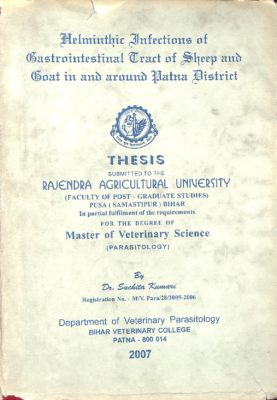 Helminthic Infections of
Gastrointestinal Tract of Sheep and
Goat in and around Patna District
THESIS
SUBMITTED TO THE
RAJENDRA AGRICULTURAL UNIVERSITY
(FACULTY OF POST - GRADUATE STUDIES)
PUSA ( SAMASTIPUR ) BIHAR
In partial fulfilment of the requirements
FOR THE DEGREE OF
Master of Veterinary Science
(PARASITOLOGY)
By
Dr. Suchita Kumari
Registration No. - M/V. Para/28/2005-2006
Department of Veterinary Parasitology
BIHAR VETERINARY COLLEGE
PATNA - 800 014
2007